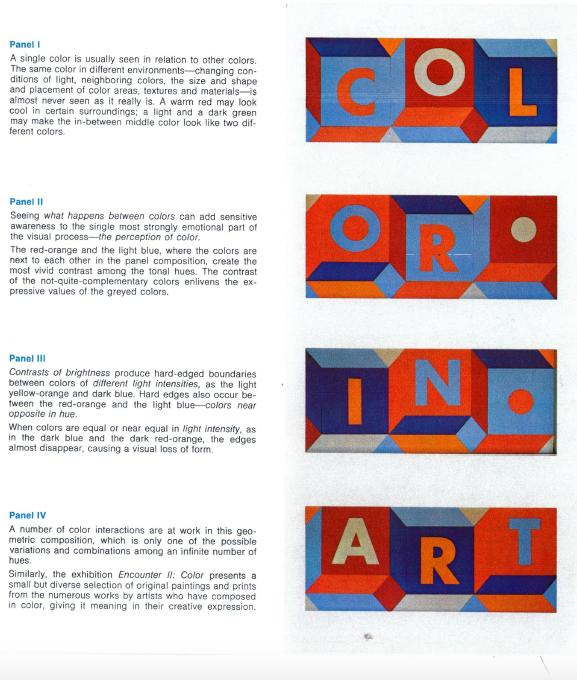 Panel I
A single color is usually seen in relation to other colors.
The same color in different environments—changing con-
ditions of light, neighboring colors, the size and shape
and placement of color areas, textures and materials—is
almost never seen as it really is. A warm red may look
cool in certain surroundings; a light and a dark green
may make the in-between middle color look like two dif-
ferent colors.
C O L
Panel II
Seeing what happens between colors can add sensitive
awareness to the single most strongly emotional part of
the visual process—the perception of color.
The red-orange and the light blue, where the colors are
next to each other in the panel composition, create the
most vivid contrast among the tonal hues. The contrast
of the not-quite-complementary colors enlivens the ex-
pressive values of the greyed colors.
O R •
Panel III
Contrasts of brightness produce hard-edged boundaries
between colors of different light intensities, as the light
yellow-orange and dark blue. Hard edges also occur be-
tween the red-orange and the light blue—colors near
opposite in hue.
When colors are equal or near equal in light intensity, as
in the dark blue and the dark red-orange, the edges
almost disappear, causing a visual loss of form.
I N •
Panel IV
A number of color interactions are at work in this geo-
metric composition, which is only one of the possible
variations and combinations among an infinite number of
hues.
Similarly, the exhibition Encounter II: Color presents a
small but diverse selection of original paintings and prints
from the numerous works by artists who have composed
in color, giving it meaning in their creative expression.
A R T